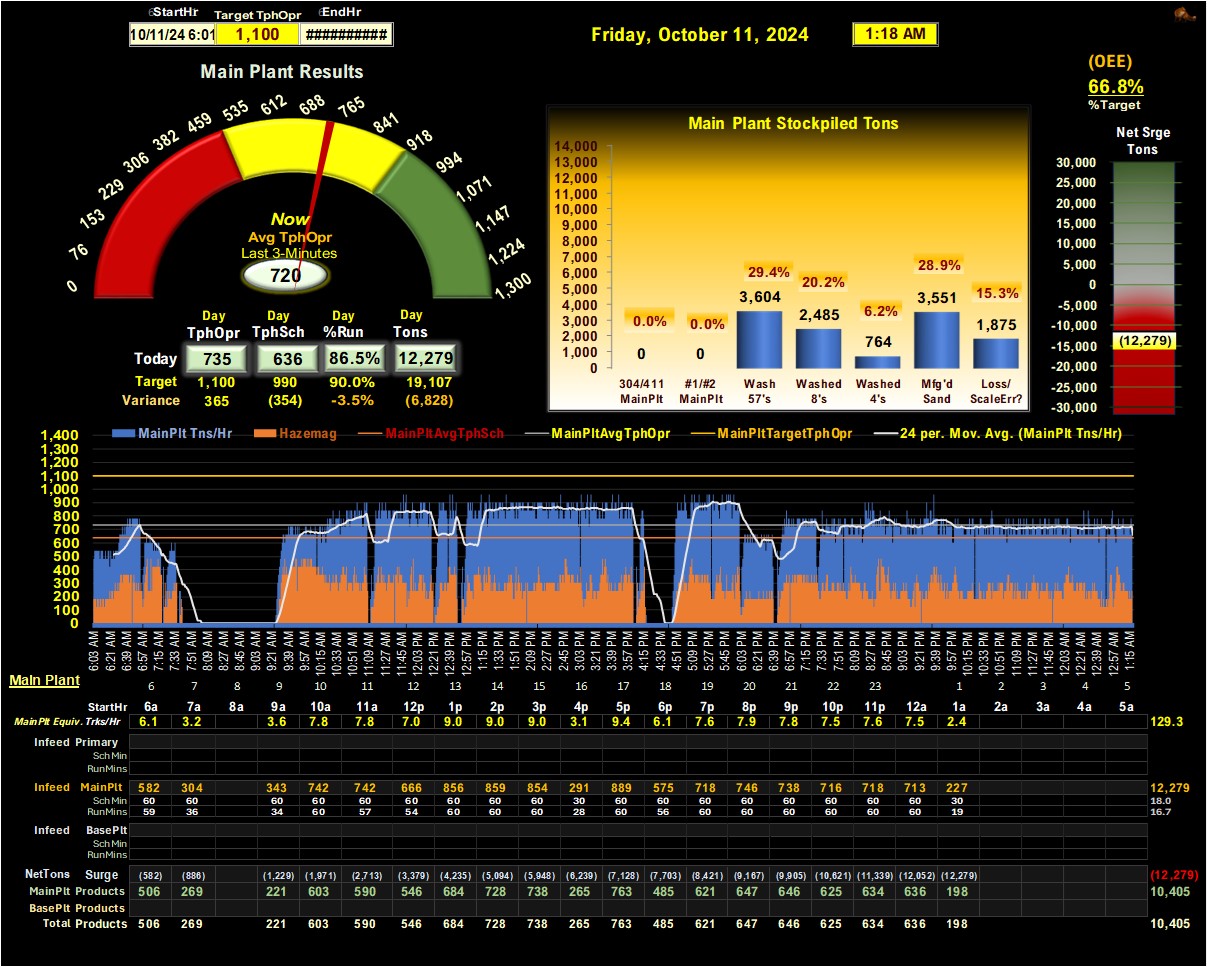 6StartHr Target TphOpr 6EndHr
10/11/24 6:01 1,100 ##########
Friday, October 11, 2024 1:18 AM
(OEE)
66.8%
%Target
Main Plant Results
0 76 153 229 306 382 459 535 612 688 765 841 918 994 1,071 1,147 1,224 1,300
Now
Avg TphOpr
Last 3-Minutes
720
Day Day Day Day
TphOpr TphSch %Run Tons
Today 735 636 86.5% 12,279
Target 1,100 990 90.0% 19,107
Variance 365 (354) -3.5% (6,828)
Main Plant Stockpiled Tons
14,000
13,000
12,000
11,000
10,000
9,000
8,000
7,000
6,000
5,000
4,000
3,000
2,000
1,000
0
0.0% 0.0% 29.4% 20.2% 6.2% 28.9% 15.3%
0 0 3,604 2,485 764 3,551 1,875
304/411 #1/#2 Wash Washed Washed Mfg'd Loss/
MainPlt MainPlt 57's 8's 4's Sand ScaleErr?
Net Srge
Tons
30,000
25,000
20,000
15,000
10,000
5,000
0
-5,000
-10,000
(12,279)
-15,000
-20,000
-25,000
-30,000
MainPlt Tns/Hr Hazemag MainPltAvgTphSch MainPltAvgTphOpr MainPltTargetTphOpr 24 per. Mov. Avg. (MainPlt Tns/Hr)
1,400
1,300
1,200
1,100
1,000
900
800
700
600
500
400
300
200
100
0
6:03 AM 6:21 AM 6:39 AM 6:57 AM 7:15 AM 7:33 AM 7:51 AM 8:09 AM 8:27 AM 8:45 AM 9:03 AM 9:21 AM 9:39 AM 9:57 AM 10:15 AM 10:33 AM 10:51 AM 11:09 AM 11:27 AM 11:45 AM 12:03 PM 12:21 PM 12:39 PM 12:57 PM 1:15 PM 1:33 PM 1:51 PM 2:09 PM 2:27 PM 2:45 PM 3:03 PM 3:21 PM 3:39 PM 3:57 PM 4:15 PM 4:33 PM 4:51 PM 5:09 PM 5:27 PM 5:45 PM 6:03 PM 6:21 PM 6:39 PM 6:57 PM 7:15 PM 7:33 PM 7:51 PM 8:09 PM 8:27 PM 8:45 PM 9:03 PM 9:21 PM 9:39 PM 9:57 PM 10:15 PM 10:33 PM 10:51 PM 11:09 PM 11:27 PM 11:45 PM 12:03 AM 12:21 AM 12:39 AM 12:57 AM 1:15 AM
Main Plant
6 7 8 9 10 11 12 13 14 15 16 17 18 19 20 21 22 23 1 2 3 4 5
StartHr 6a 7a 8a 9a 10a 11a 12p 1p 2p 3p 4p 5p 6p 7p 8p 9p 10p 11p 12a 1a 2a 3a 4a 5a
MainPlt Equiv. Trks/Hr 6.1 3.2 3.6 7.8 7.8 7.0 9.0 9.0 9.0 3.1 9.4 6.1 7.6 7.9 7.8 7.5 7.6 7.5 2.4 129.3
Infeed Primary
Sch Min
RunMins
Infeed MainPlt 582 304 343 742 742 666 856 859 854 291 889 575 718 746 738 716 718 713 227 12,279
Sch Min 60 60 60 60 60 60 60 60 60 30 60 60 60 60 60 60 60 60 30 18.0
RunMins 59 36 34 60 57 54 60 60 60 28 60 56 60 60 60 60 60 60 19 16.7
Infeed BasePlt
Sch Min
RunMins
NetTons Surge (582) (886) (1,229) (1,971) (2,713) (3,379) (4,235) (5,094) (5,948) (6,239) (7,128) (7,703) (8,421) (9,167) (9,905) (10,621) (11,339) (12,052) (12,279) (12,279)
MainPlt Products 506 269 221 603 590 546 684 728 738 265 763 485 621 647 646 625 634 636 198 10,405
BasePlt Products
Total Products 506 269 221 603 590 546 684 728 738 265 763 485 621 647 646 625 634 636 198 10,405